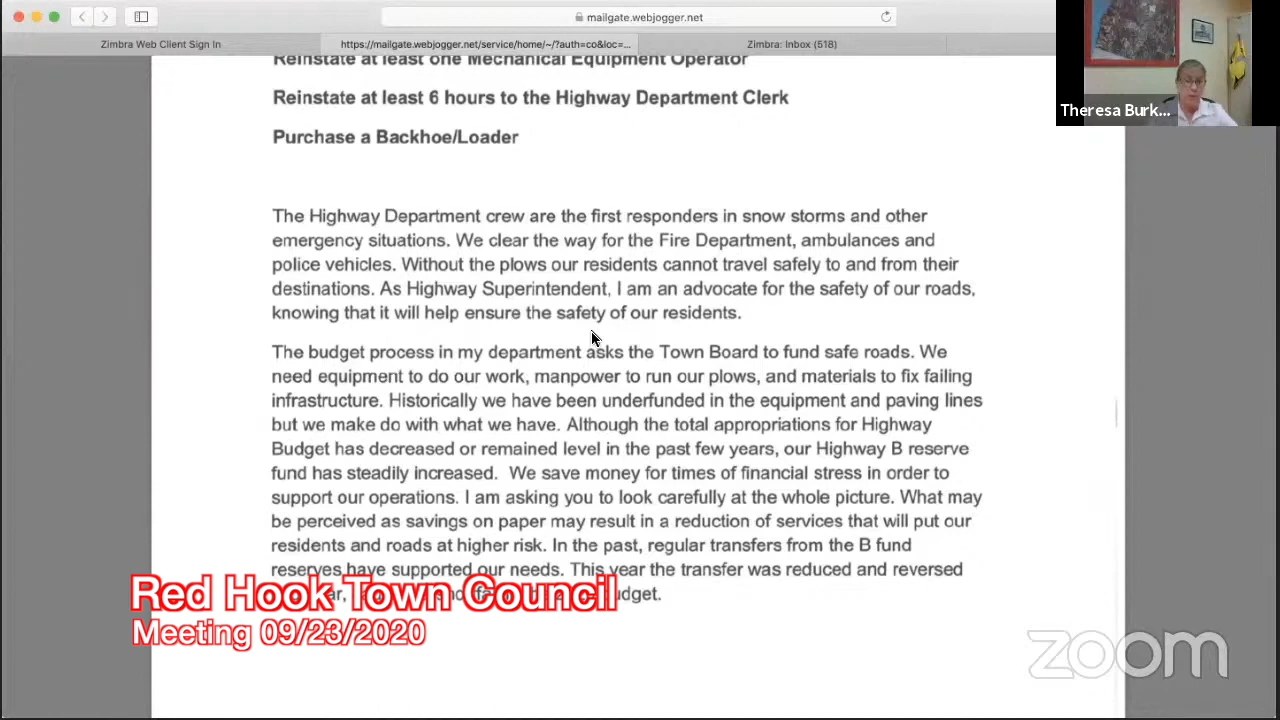 mailgate.webjogger.net
Zimbra Web Client Sign In
https://mailgate.webjogger.net/service/home/~/?auth=co&loc=...
Zimbra: Inbox (518)
Theresa Burk...
Reinstate at least one Mechanical Equipment Operator
Reinstate at least 6 hours to the Highway Department Clerk
Purchase a Backhoe/Loader
The Highway Department crew are the first responders in snow storms and other
emergency situations. We clear the way for the Fire Department, ambulances and
police vehicles. Without the plows our residents cannot travel safely to and from their
destinations. As Highway Superintendent, I am an advocate for the safety of our roads,
knowing that it will help ensure the safety of our residents.
The budget process in my department asks the Town Board to fund safe roads. We
need equipment to do our work, manpower to run our plows, and materials to fix failing
infrastructure. Historically we have been underfunded in the equipment and paving lines
but we make do with what we have. Although the total appropriations for Highway
Budget has decreased or remained level in the past few years, our Highway B reserve
fund has steadily increased. We save money for times of financial stress in order to
support our operations. I am asking you to look carefully at the whole picture. What may
be perceived as savings on paper may result in a reduction of services that will put our
residents and roads at higher risk. In the past, regular transfers from the B fund
reserves have supported our needs. This year the transfer was reduced and reversed
Red Hook Town Council
Meeting 09/23/2020
zoom